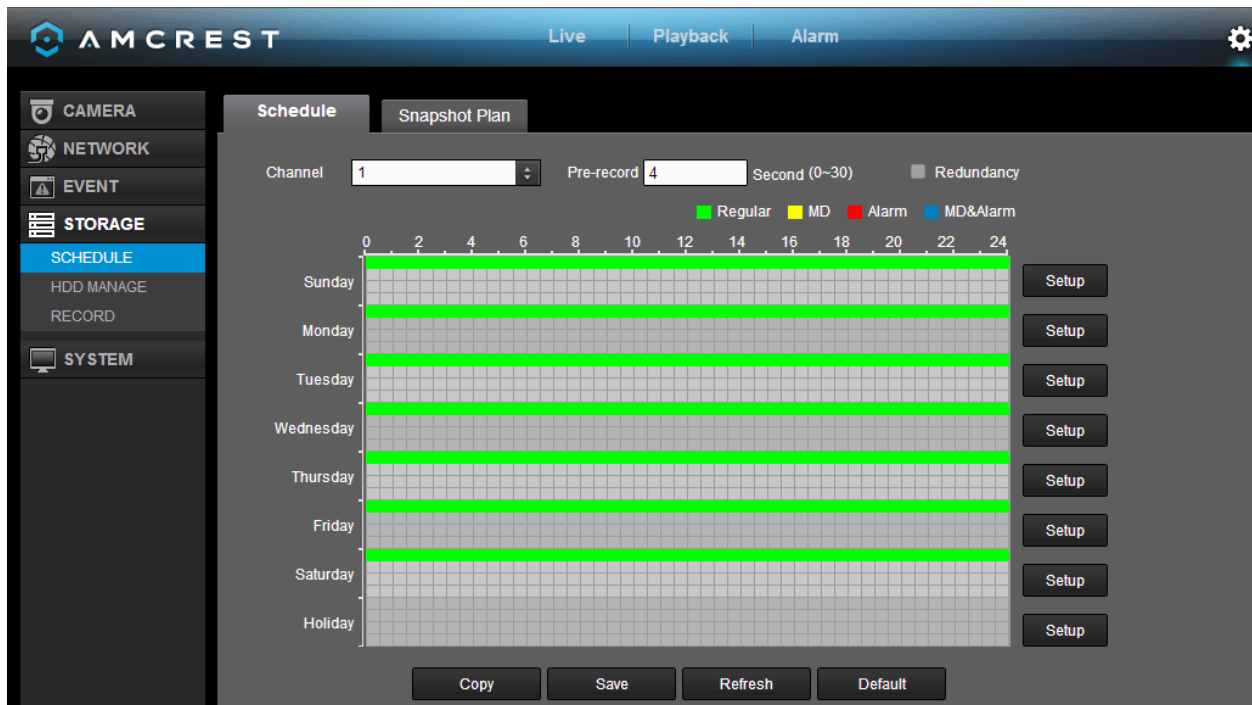 AMCREST Live Playback Alarm
CAMERA
NETWORK
EVENT
STORAGE
SCHEDULE
HDD MANAGE
RECORD
SYSTEM
Schedule Snapshot Plan
Channel 1 Pre-record 4 Second (0~30) Redundancy
Regular MD Alarm MD&Alarm
0 2 4 6 8 10 12 14 16 18 20 22 24
Sunday Setup
Monday Setup
Tuesday Setup
Wednesday Setup
Thursday Setup
Friday Setup
Saturday Setup
Holiday Setup
Copy Save Refresh Default